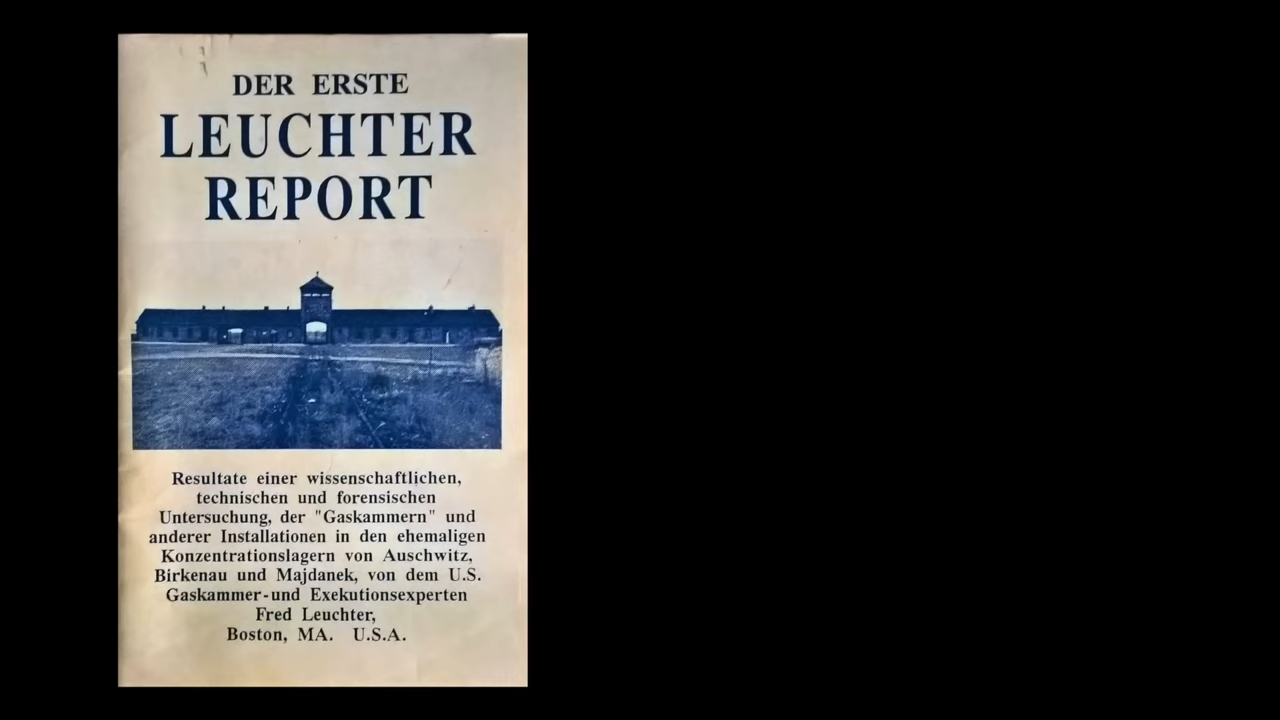 DER ERSTE
LEUCHTER
REPORT
Resultate einer wissenschaftlichen,
technischen und forensischen
Untersuchung, der "Gaskammern" und
anderer Installationen in den ehemaligen
Konzentrationslagern von Auschwitz,
Birkenau und Majdanek, von dem U.S.
Gaskammer-und Exekutionsexperten
Fred Leuchter,
Boston, MA. U.S.A.